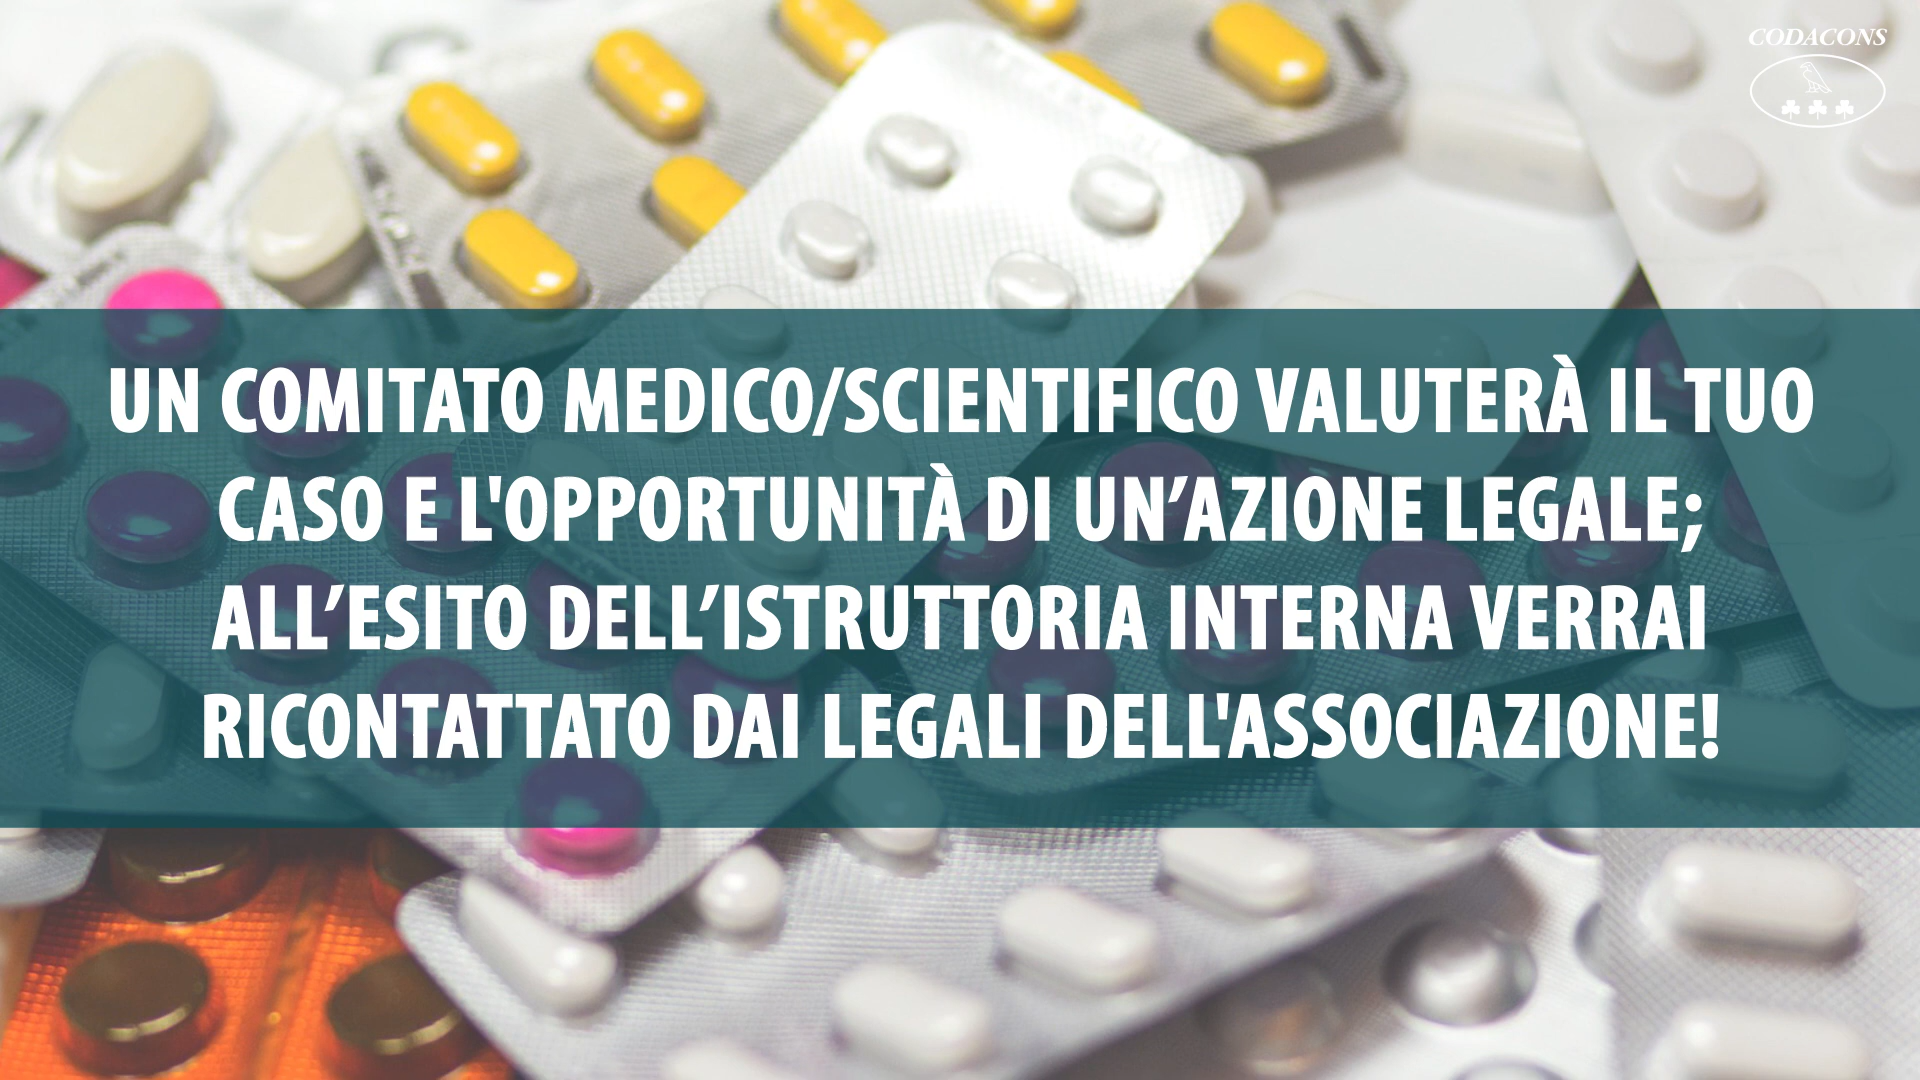 CODACONS
UN COMITATO MEDICO/SCIENTIFICO VALUTERÀ IL TUO
CASO E L'OPPORTUNITÀ DI UN’AZIONE LEGALE;
ALL’ESITO DELL’ISTRUTTORIA INTERNA VERRAI
RICONTATTATO DAI LEGALI DELL'ASSOCIAZIONE!